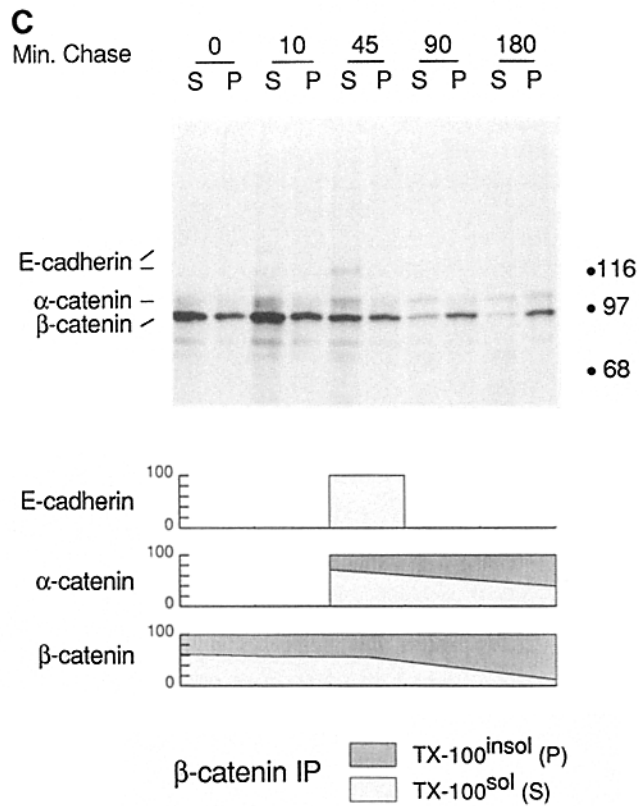 C
Min. Chase 0 10 45 90 180
S P S P S P S P S P
E-cadherin
α-catenin
β-catenin
•116
•97
•68
E-cadherin 100 0
α-catenin 100 0
β-catenin 100 0
β-catenin IP
TX-100insol (P)
TX-100sol (S)